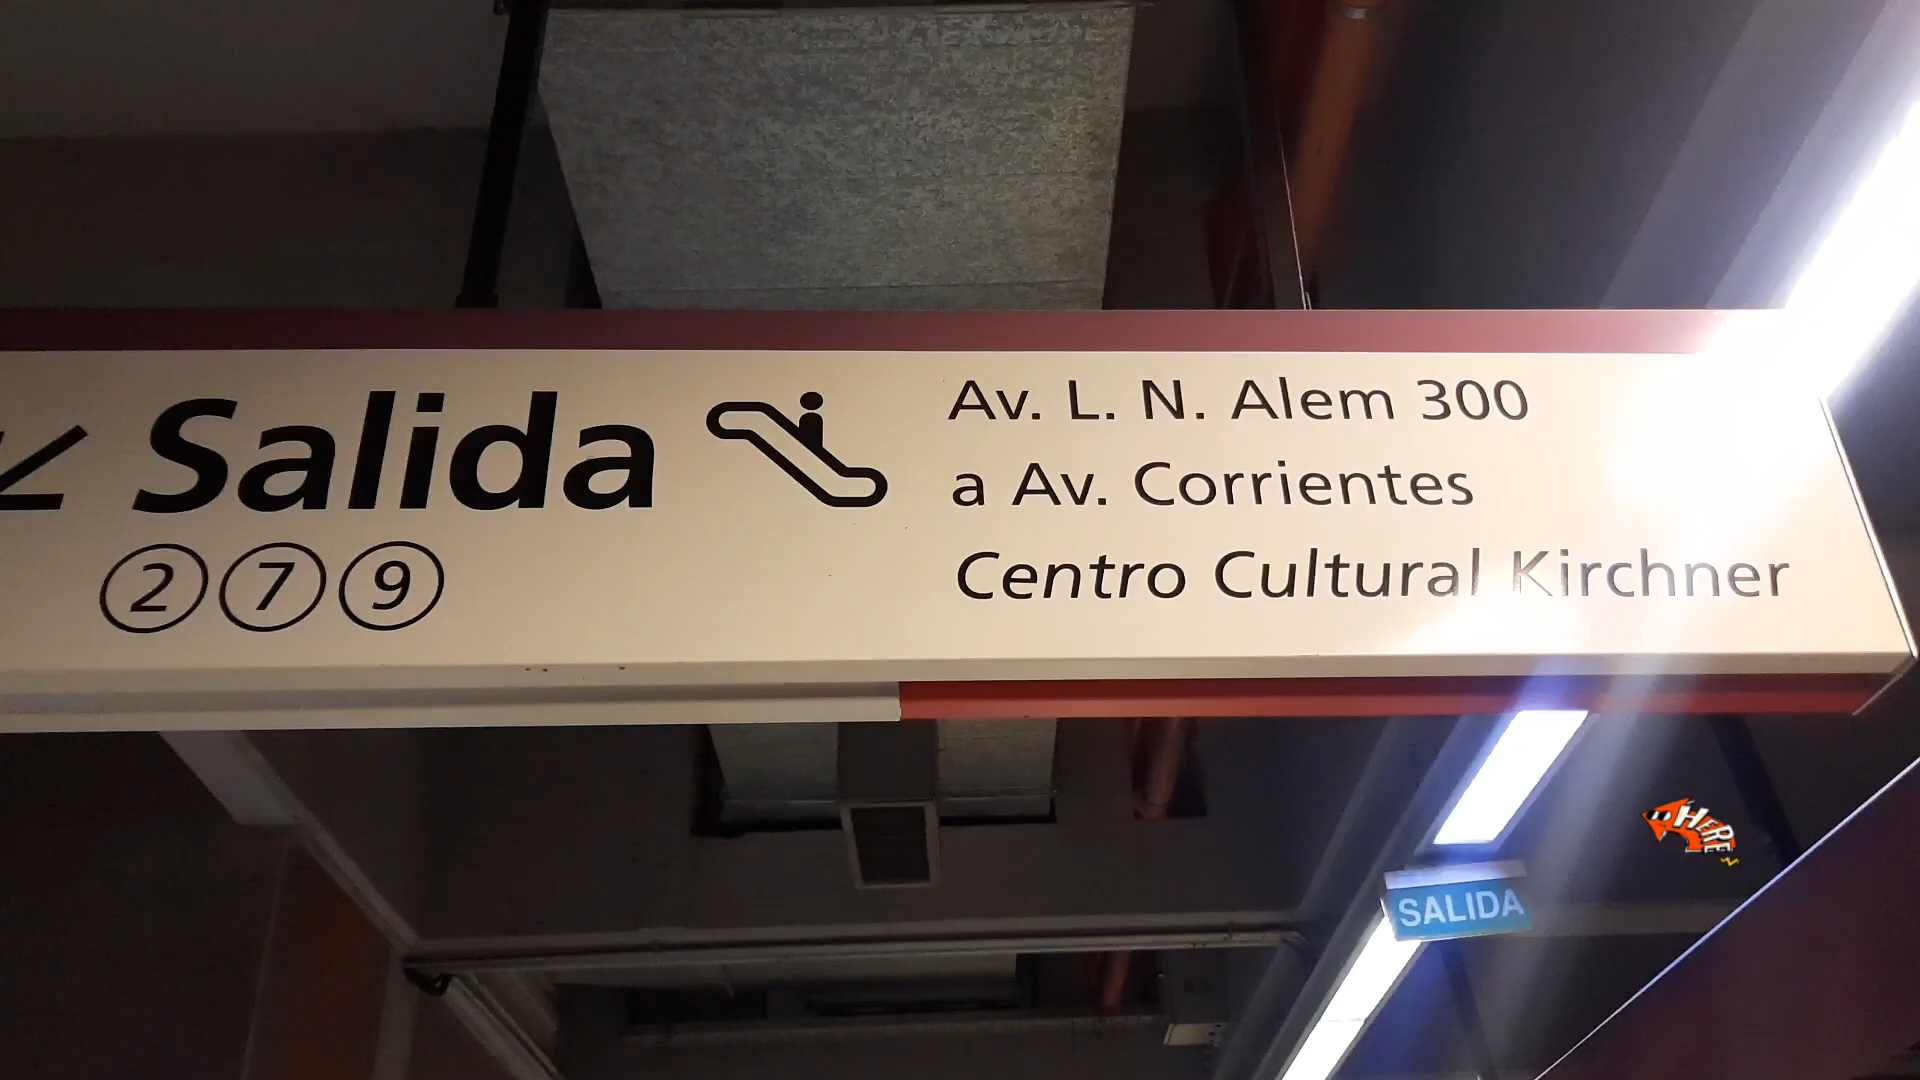 Salida
2 7 9
Av. L. N. Alem 300
a Av. Corrientes
Centro Cultural Kirchner
SALIDA
HERE